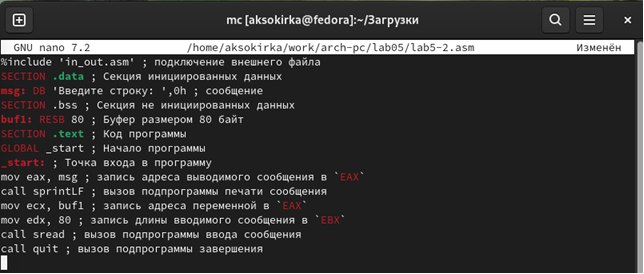 mc [aksokirka@fedora]:~/Загрузки
GNU nano 7.2 /home/aksokirka/work/arch-pc/lab05/lab5-2.asm Изменён
%include 'in_out.asm' ; подключение внешнего файла
SECTION .data ; Секция инициированных данных
msg: DB 'Введите строку: ',0h ; сообщение
SECTION .bss ; Секция не инициированных данных
buf1: RESB 80 ; Буфер размером 80 байт
SECTION .text ; Код программы
GLOBAL _start ; Начало программы
_start: ; Точка входа в программу
mov eax, msg ; запись адреса выводимого сообщения в `EAX`
call sprintLF ; вызов подпрограммы печати сообщения
mov ecx, buf1 ; запись адреса переменной в `EAX`
mov edx, 80 ; запись длины вводимого сообщения в `EBX`
call sread ; вызов подпрограммы ввода сообщения
call quit ; вызов подпрограммы завершения